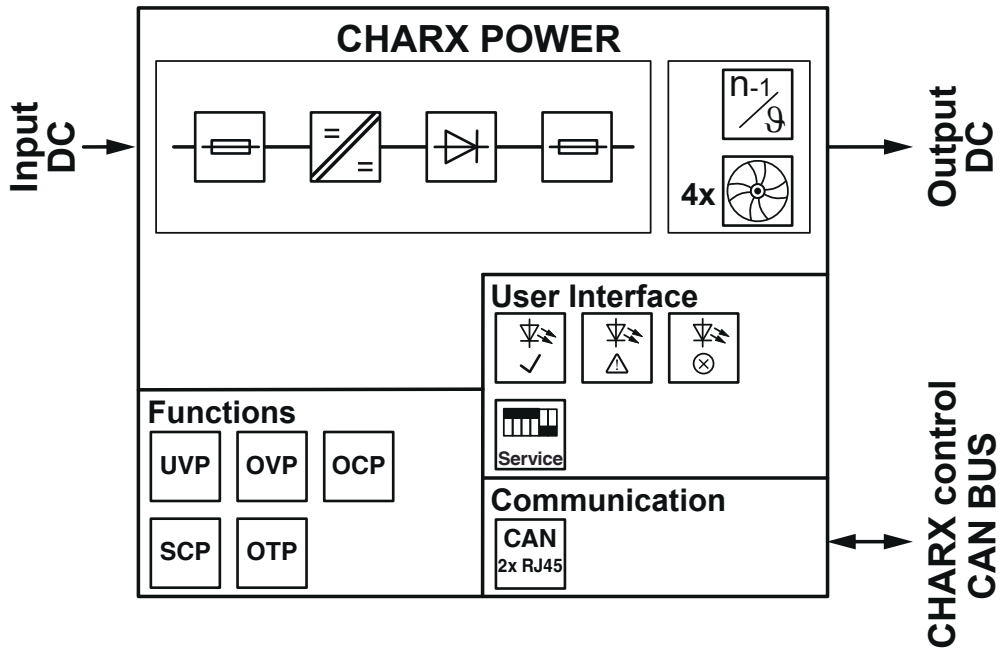 CHARX POWER
Input
DC
n-1
ϑ
4x
Output
DC
User Interface
Service
Functions
UVP
OVP
OCP
SCP
OTP
Communication
CAN
2x RJ45
CHARX control
CAN BUS